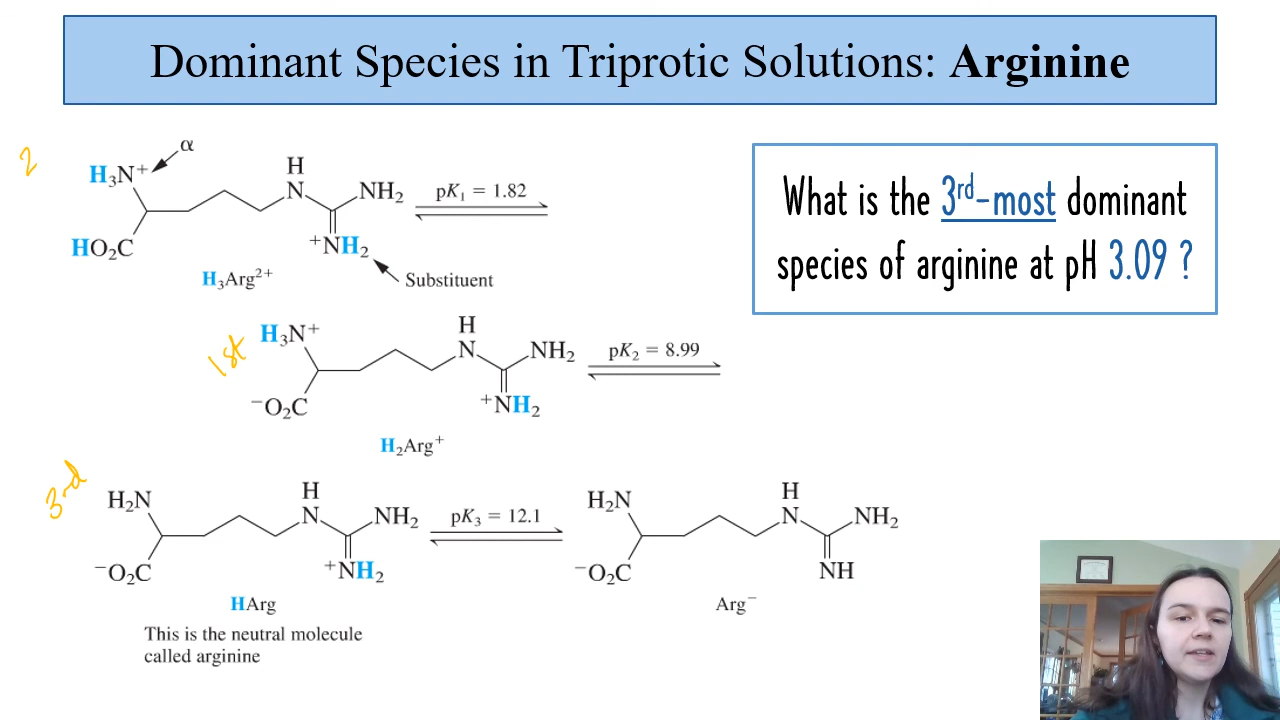 Dominant Species in Triprotic Solutions: Arginine
2
α
H₃N⁺
H
N
NH₂
pK₁ = 1.82
HO₂C
⁺NH₂
H₃Arg²⁺
Substituent
What is the 3rd-most dominant
species of arginine at pH 3.09 ?
1st
H₃N⁺
H
N
NH₂
pK₂ = 8.99
⁻O₂C
⁺NH₂
H₂Arg⁺
3rd
H₂N
H
N
NH₂
pK₃ = 12.1
⁻O₂C
⁺NH₂
HArg
This is the neutral molecule
called arginine
H₂N
H
N
NH₂
⁻O₂C
NH
Arg⁻